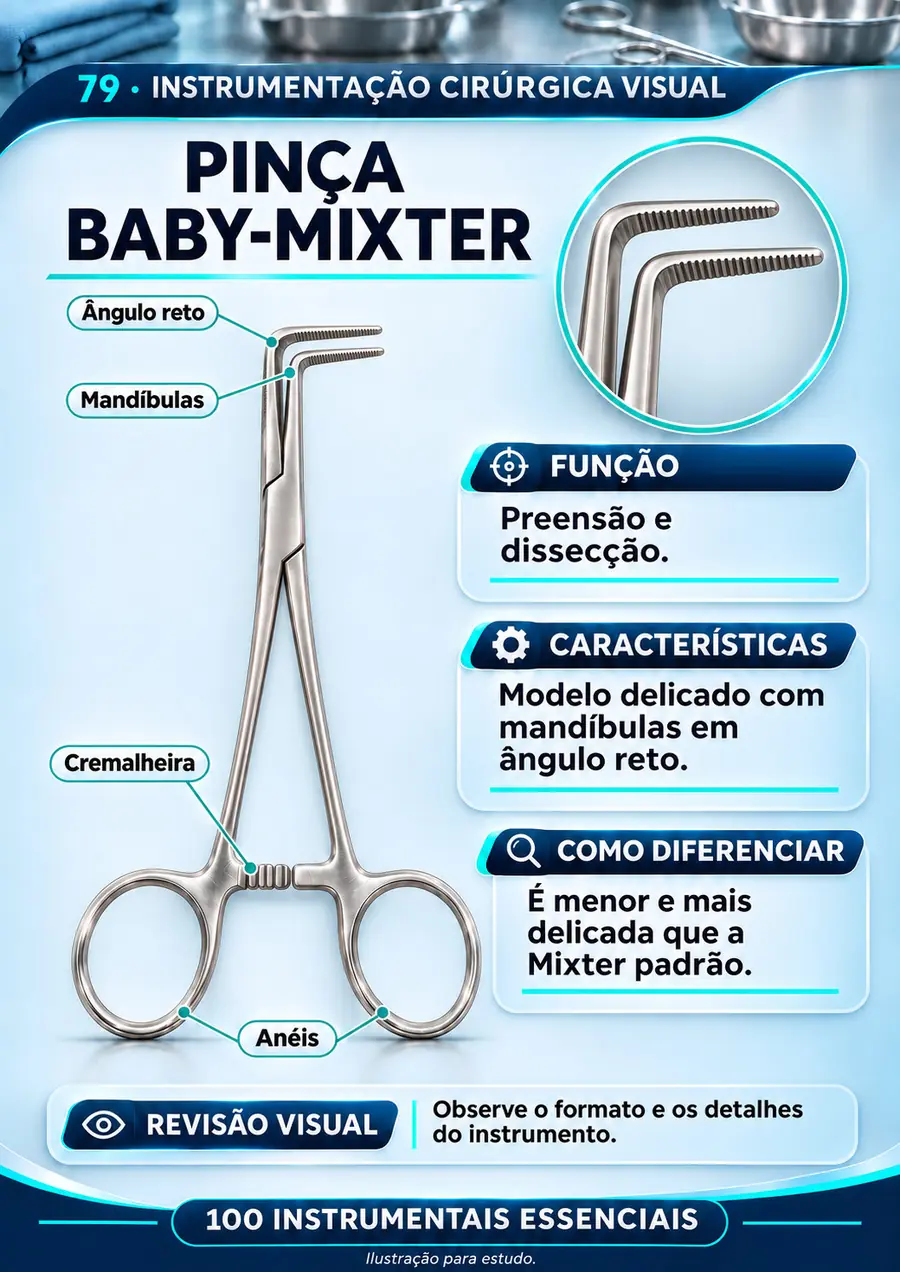 79 · INSTRUMENTAÇÃO CIRÚRGICA VISUAL
PINÇA
BABY-MIXTER
Ângulo reto
Mandíbulas
FUNÇÃO
Preensão e
dissecção.
CARACTERÍSTICAS
Modelo delicado com
mandíbulas em
ângulo reto.
Cremalheira
COMO DIFERENCIAR
É menor e mais
delicada que a
Mixter padrão.
Anéis
REVISÃO VISUAL
Observe o formato e os detalhes
do instrumento.
100 INSTRUMENTAIS ESSENCIAIS
Ilustração para estudo.